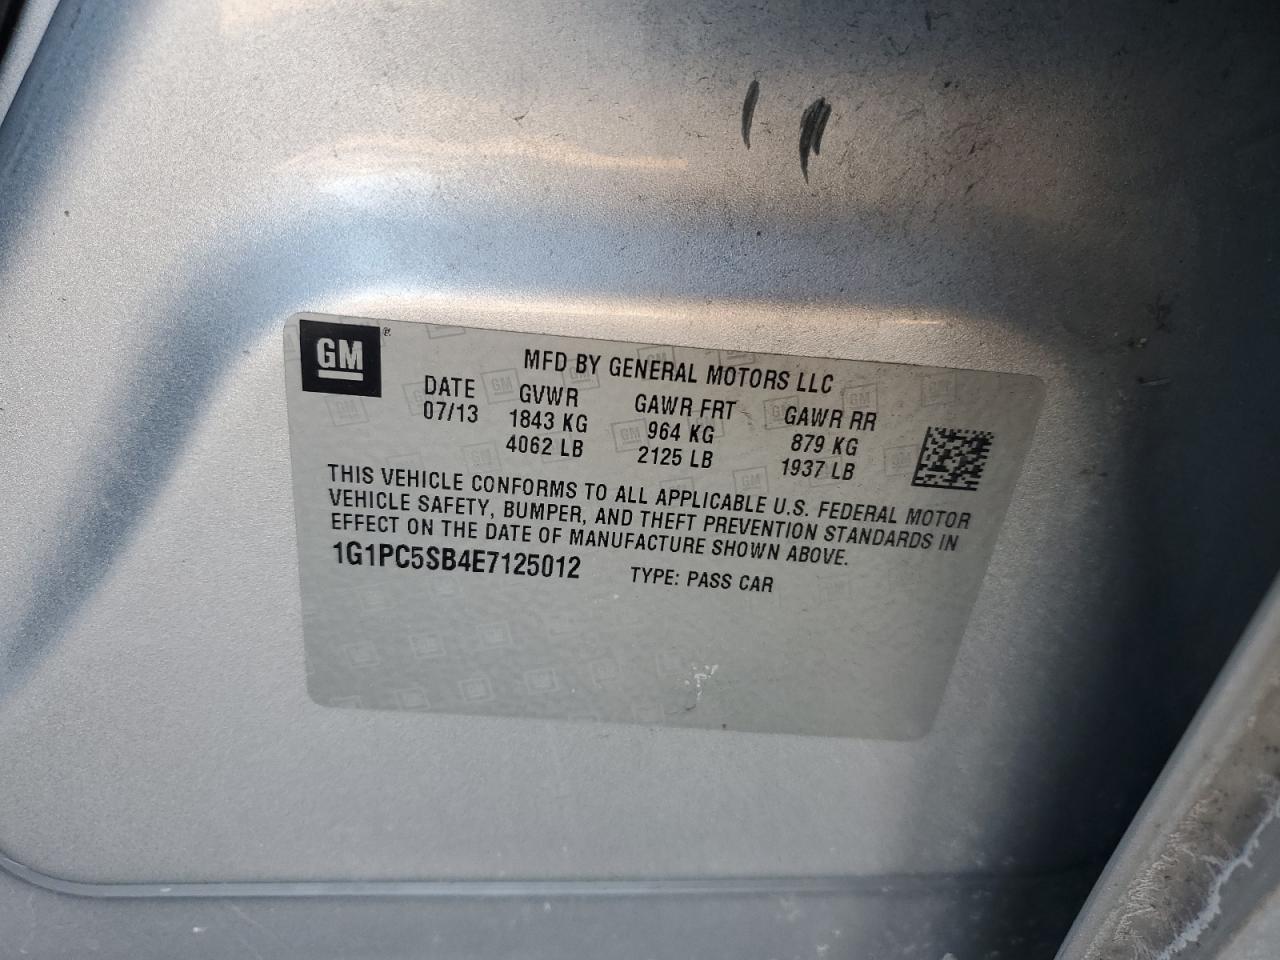 GM®
MFD BY GENERAL MOTORS LLC
DATE GVWR GAWR FRT GAWR RR
07/13 1843 KG 964 KG 879 KG
4062 LB 2125 LB 1937 LB
THIS VEHICLE CONFORMS TO ALL APPLICABLE U.S. FEDERAL MOTOR
VEHICLE SAFETY, BUMPER, AND THEFT PREVENTION STANDARDS IN
EFFECT ON THE DATE OF MANUFACTURE SHOWN ABOVE.
1G1PC5SB4E7125012 TYPE: PASS CAR